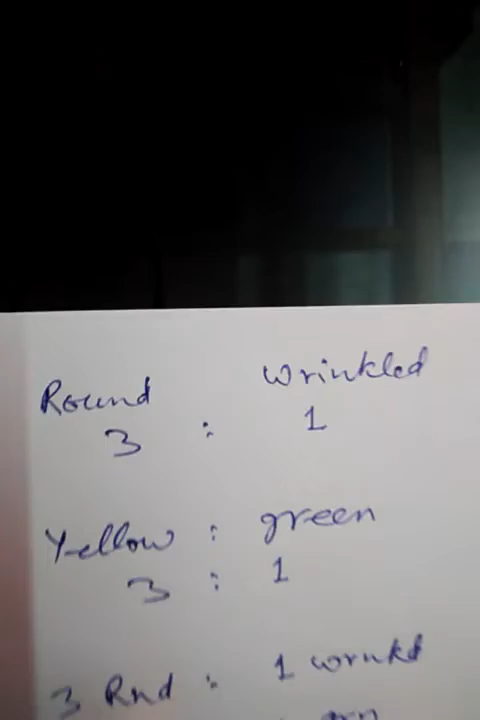 Round Wrinkled
3 : 1
Yellow : green
3 : 1
3 Rnd : 1 wrnkd